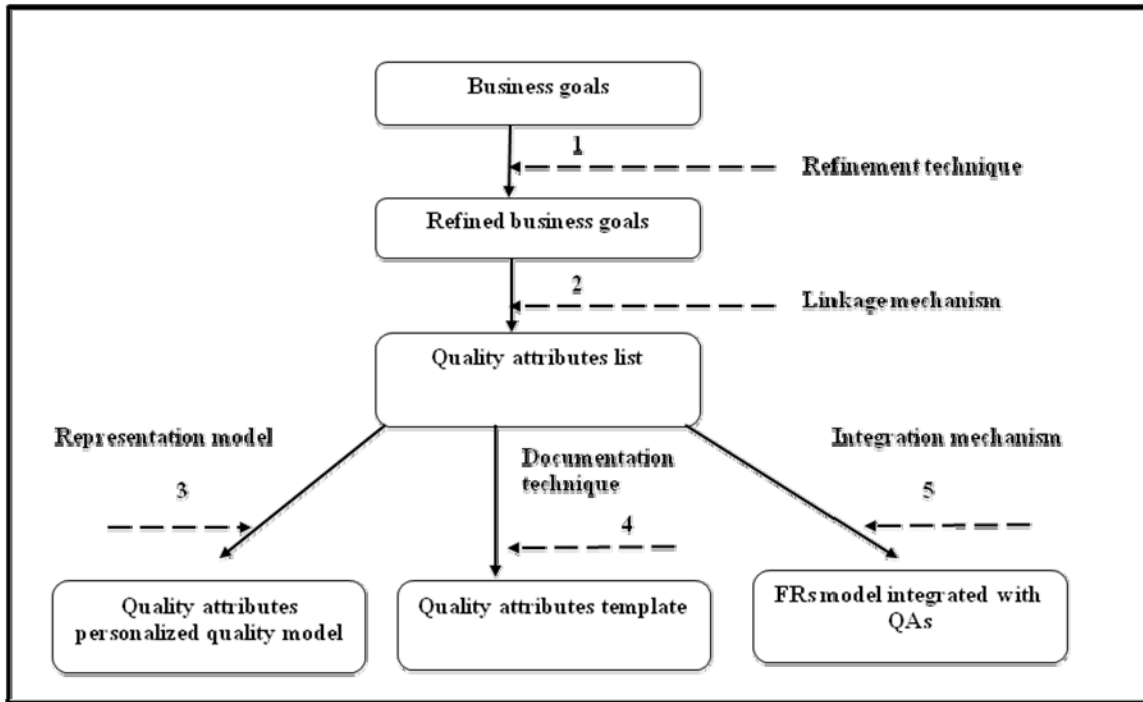 Business goals
1
Refinement technique
Refined business goals
2
Linkage mechanism
Quality attributes list
Representation model
3
Documentation
technique
4
Integration mechanism
5
Quality attributes
personalized quality model
Quality attributes template
FRs model integrated with
QAs